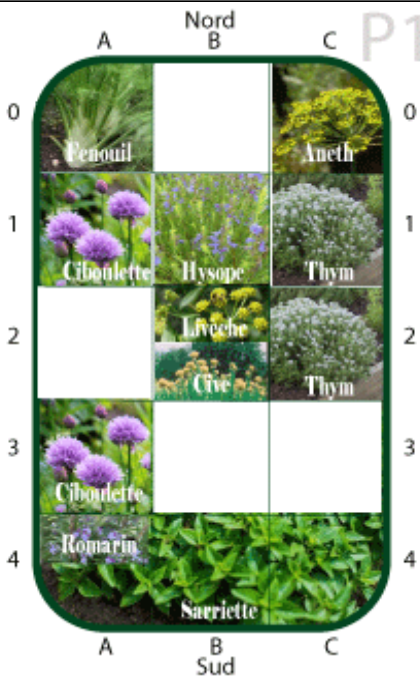 Nord
P1
A B C
0 Fenouil Aneth 0
1 Ciboulette Hysope Thym 1
Livèche
2 Thym 2
Cive
3 Ciboulette 3
Romarin
4 4
Sarriette
A B C
Sud